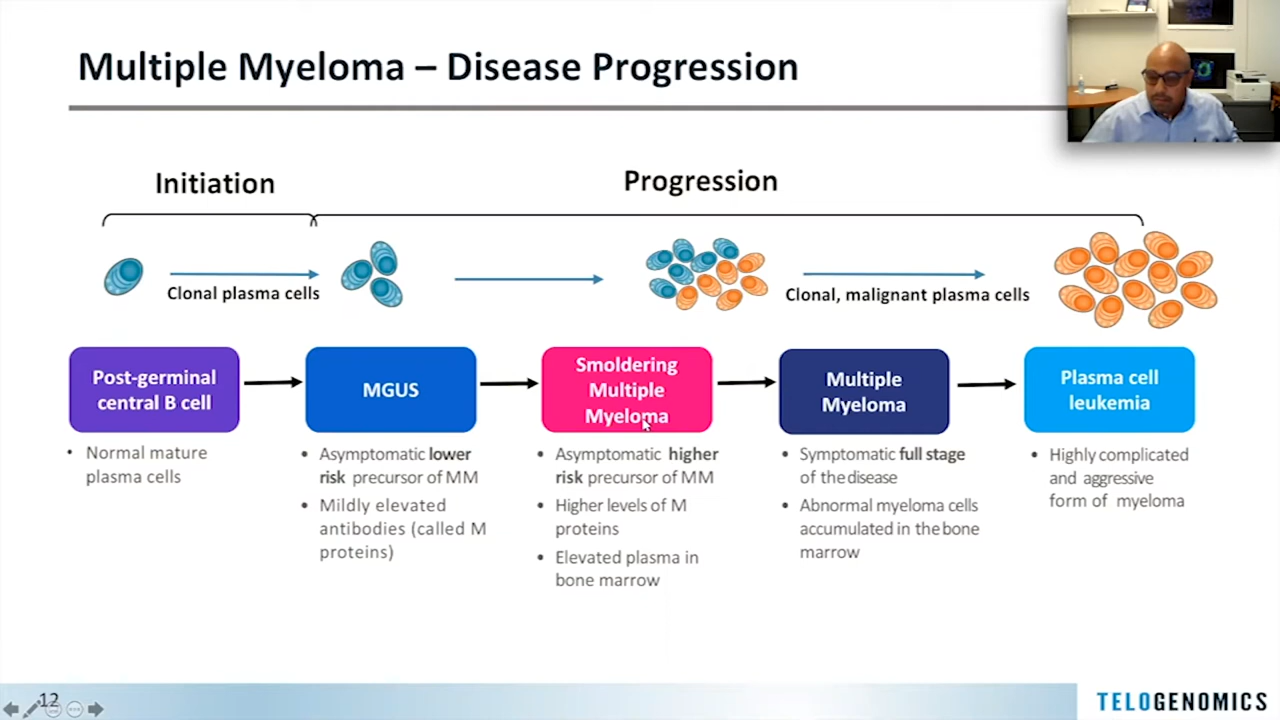 Multiple Myeloma – Disease Progression
Initiation
Progression
Clonal plasma cells
Clonal, malignant plasma cells
Post-germinal
central B cell
• Normal mature
plasma cells
MGUS
• Asymptomatic lower
risk precursor of MM
• Mildly elevated
antibodies (called M
proteins)
Smoldering
Multiple
Myeloma
• Asymptomatic higher
risk precursor of MM
• Higher levels of M
proteins
• Elevated plasma in
bone marrow
Multiple
Myeloma
• Symptomatic full stage
of the disease
• Abnormal myeloma cells
accumulated in the bone
marrow
Plasma cell
leukemia
• Highly complicated
and aggressive
form of myeloma
12
TELOGENOMICS